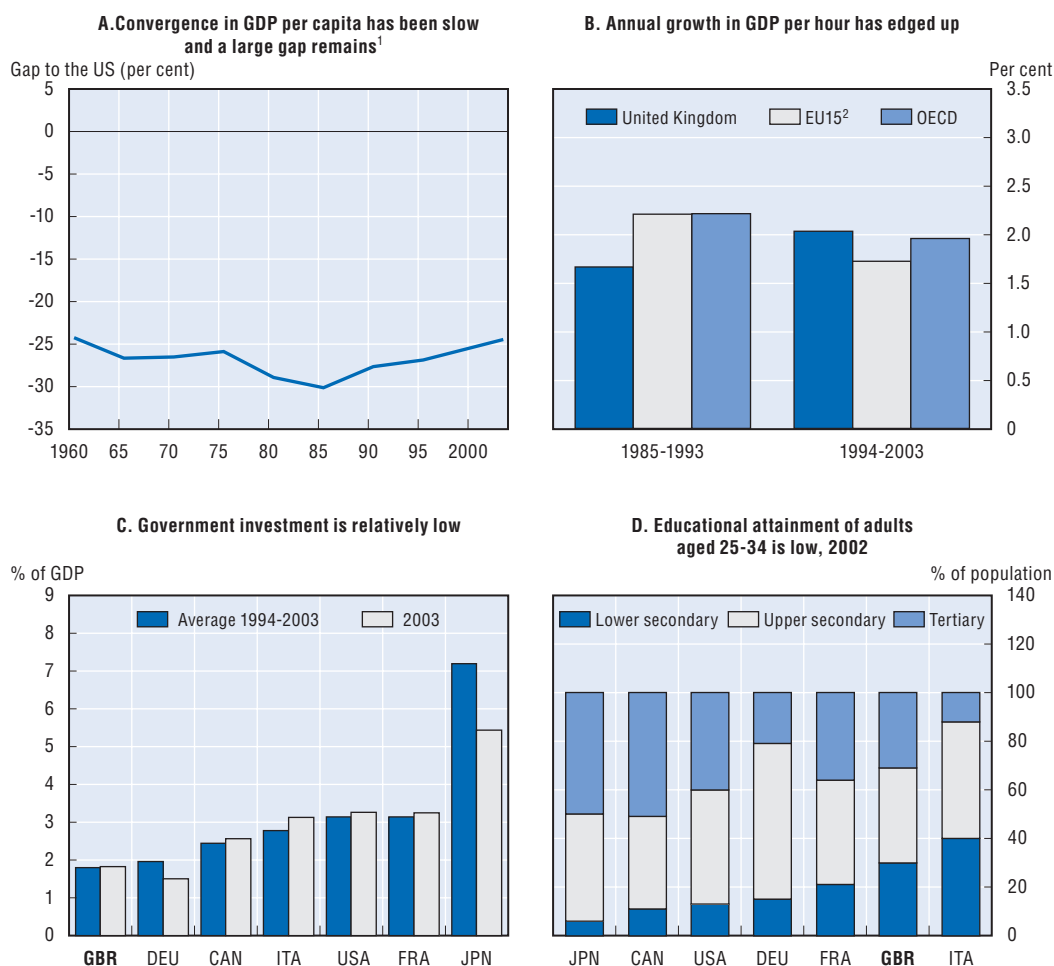 A.Convergence in GDP per capita has been slow
and a large gap remains1
Gap to the US (per cent)
5
0
-5
-10
-15
-20
-25
-30
-35
1960 65 70 75 80 85 90 95 2000
B. Annual growth in GDP per hour has edged up
Per cent
United Kingdom EU152 OECD
3.5
3.0
2.5
2.0
1.5
1.0
0.5
0
1985-1993 1994-2003
C. Government investment is relatively low
% of GDP
Average 1994-2003 2003
9
8
7
6
5
4
3
2
1
0
GBR DEU CAN ITA USA FRA JPN
D. Educational attainment of adults
aged 25-34 is low, 2002
% of population
Lower secondary Upper secondary Tertiary
140
120
100
80
60
40
20
0
JPN CAN USA DEU FRA GBR ITA